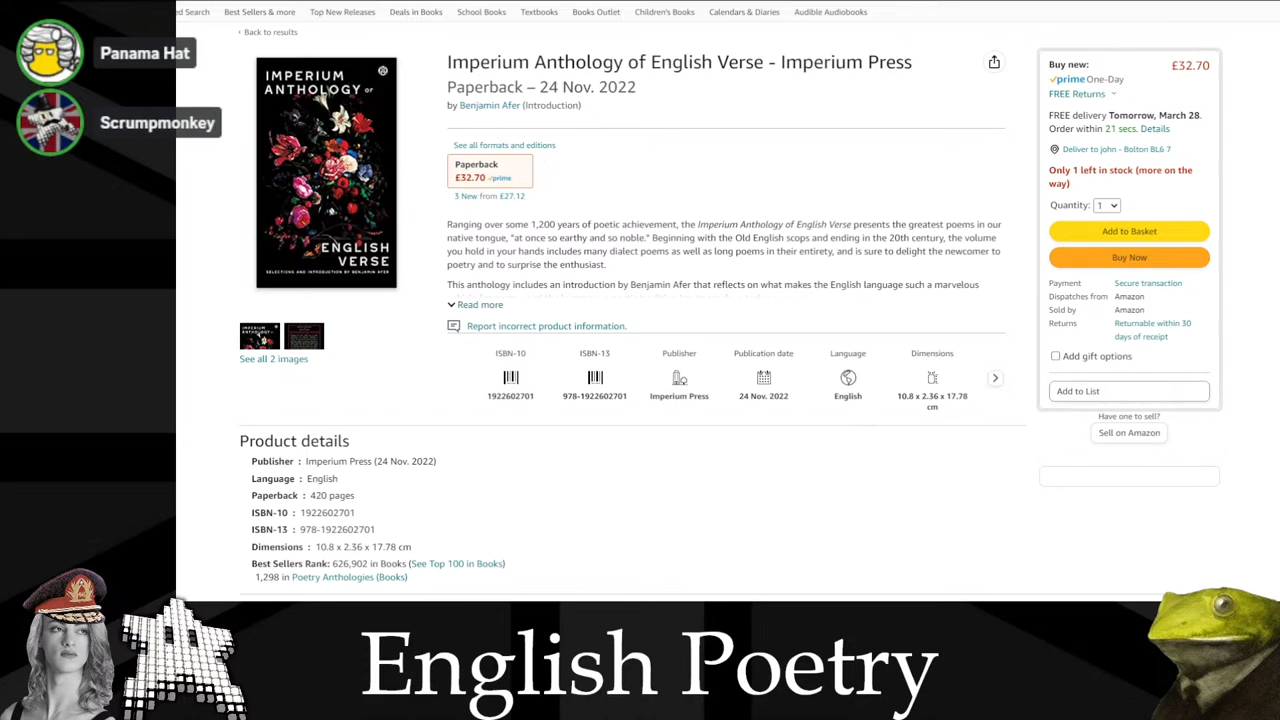 ed Search Best Sellers & more Top New Releases Deals in Books School Books Textbooks Books Outlet Children's Books Calendars & Diaries Audible Audiobooks
‹ Back to results
Panama Hat
Scrumpmonkey
IMPERIUM
ANTHOLOGY OF
ENGLISH
VERSE
SELECTIONS AND INTRODUCTION BY BENJAMIN AFER
See all 2 images
Imperium Anthology of English Verse - Imperium Press
Paperback – 24 Nov. 2022
by Benjamin Afer (Introduction)
See all formats and editions
Paperback
£32.70 prime
3 New from £27.12
Ranging over some 1,200 years of poetic achievement, the Imperium Anthology of English Verse presents the greatest poems in our
native tongue, "at once so earthy and so noble." Beginning with the Old English scops and ending in the 20th century, the volume
you hold in your hands includes many dialect poems as well as long poems in their entirety, and is sure to delight the newcomer to
poetry and to surprise the enthusiast.
This anthology includes an introduction by Benjamin Afer that reflects on what makes the English language such a marvelous
Read more
Report incorrect product information.
ISBN-10 ISBN-13 Publisher Publication date Language Dimensions
1922602701 978-1922602701 Imperium Press 24 Nov. 2022 English 10.8 x 2.36 x 17.78
cm
Buy new: £32.70
prime One-Day
FREE Returns
FREE delivery Tomorrow, March 28.
Order within 21 secs. Details
Deliver to john - Bolton BL6 7
Only 1 left in stock (more on the
way)
Quantity: 1
Add to Basket
Buy Now
Payment Secure transaction
Dispatches from Amazon
Sold by Amazon
Returns Returnable within 30
days of receipt
Add gift options
Add to List
Have one to sell?
Sell on Amazon
Product details
Publisher : Imperium Press (24 Nov. 2022)
Language : English
Paperback : 420 pages
ISBN-10 : 1922602701
ISBN-13 : 978-1922602701
Dimensions : 10.8 x 2.36 x 17.78 cm
Best Sellers Rank: 626,902 in Books (See Top 100 in Books)
1,298 in Poetry Anthologies (Books)
English Poetry